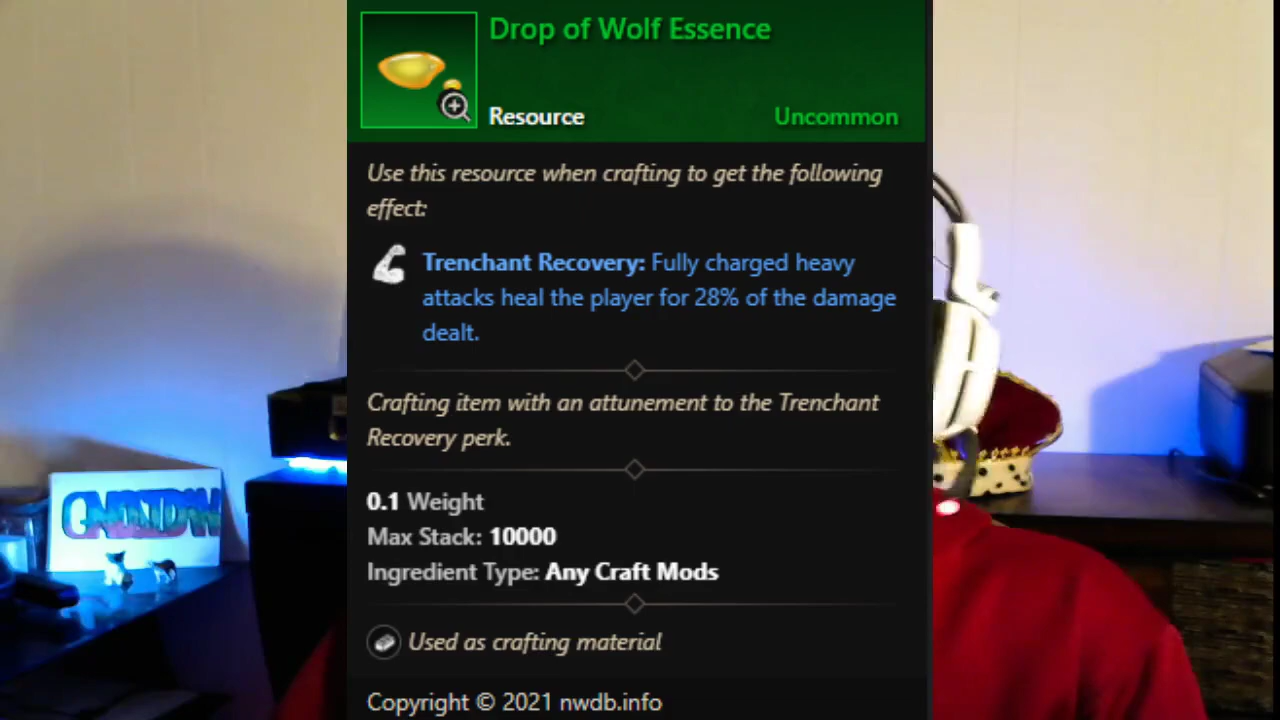 Drop of Wolf Essence
Resource
Uncommon
Use this resource when crafting to get the following
effect:
Trenchant Recovery: Fully charged heavy
attacks heal the player for 28% of the damage
dealt.
Crafting item with an attunement to the Trenchant
Recovery perk.
0.1 Weight
Max Stack: 10000
Ingredient Type: Any Craft Mods
Used as crafting material
Copyright © 2021 nwdb.info